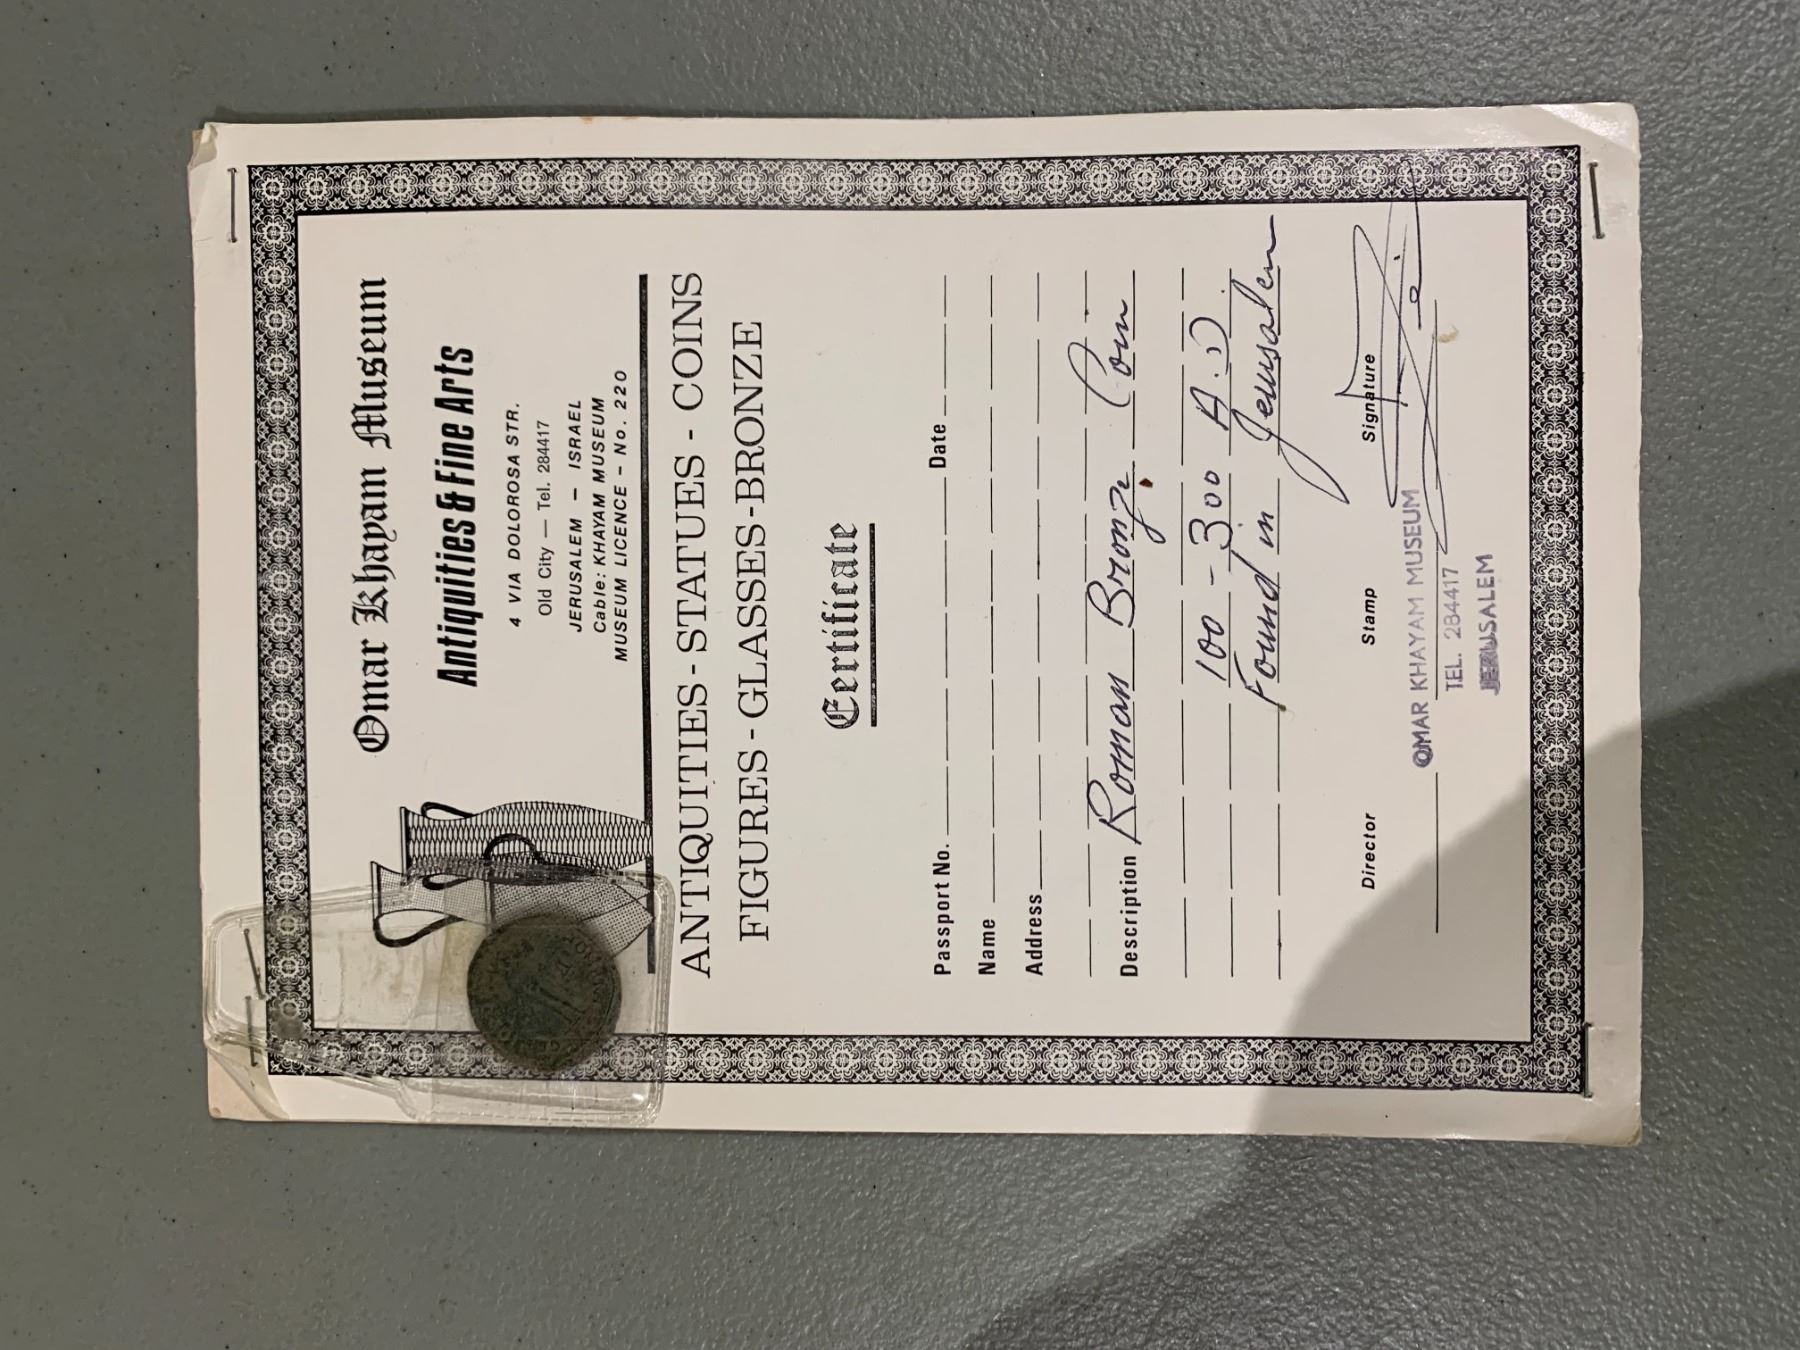 Omar Khayam Museum
Antiquities & Fine Arts
4 VIA DOLOROSA STR.
Old City — Tel. 284417
JERUSALEM — ISRAEL
Cable: KHAYAM MUSEUM
MUSEUM LICENCE - No. 220
ANTIQUITIES - STATUES - COINS
FIGURES - GLASSES - BRONZE
Certificate
Passport No. Date
Name
Address
Description Roman Bronze Coin
100 - 300 A.D.
Found in Jerusalem
Director Stamp Signature
OMAR KHAYAM MUSEUM
TEL. 284417
JERUSALEM